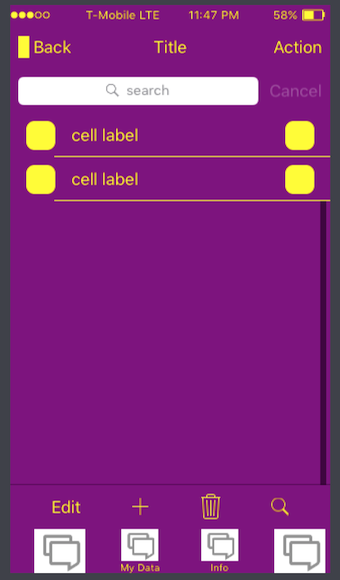 T-Mobile LTE 11:47 PM 58%
Back Title Action
search Cancel
cell label
cell label
Edit
My Data Info